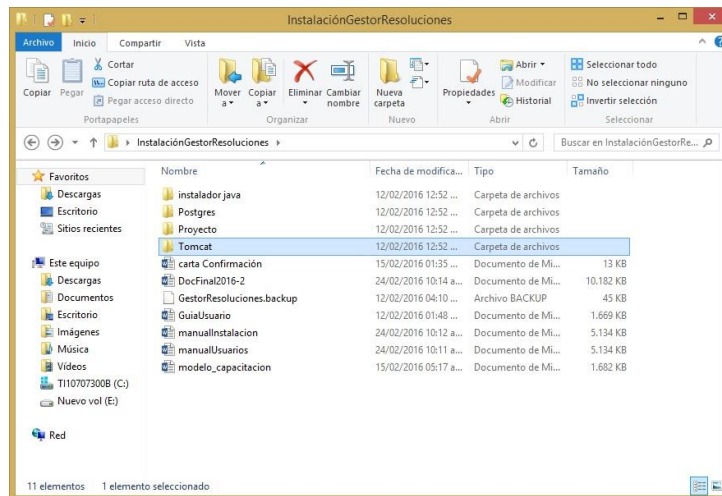 InstalaciónGestorResoluciones
Archivo Inicio Compartir Vista
Copiar
Pegar
Cortar
Copiar ruta de acceso
Pegar acceso directo
Portapapeles
Mover a
Copiar a
Eliminar
Cambiar nombre
Organizar
Nueva carpeta
Nuevo
Propiedades
Abrir
Modificar
Historial
Abrir
Seleccionar todo
No seleccionar ninguno
Invertir selección
Seleccionar
InstalaciónGestorResoluciones
Buscar en InstalaciónGestorRe...
Favoritos
Descargas
Escritorio
Sitios recientes
Este equipo
Descargas
Documentos
Escritorio
Imágenes
Música
Vídeos
TI10707300B (C:)
Nuevo vol (E:)
Red
Nombre Fecha de modifica... Tipo Tamaño
instalador java 12/02/2016 12:52 ... Carpeta de archivos
Postgres 12/02/2016 12:52 ... Carpeta de archivos
Proyecto 12/02/2016 12:52 ... Carpeta de archivos
Tomcat 12/02/2016 12:52 ... Carpeta de archivos
carta Confirmación 15/02/2016 01:35 ... Documento de Mi... 13 KB
DocFinal2016-2 24/02/2016 10:14 a... Documento de Mi... 10.182 KB
GestorResoluciones.backup 12/02/2016 04:10 ... Archivo BACKUP 45 KB
GuiaUsuario 12/02/2016 01:48 ... Documento de Mi... 1.669 KB
manualInstalacion 24/02/2016 10:12 a... Documento de Mi... 5.134 KB
manualUsuarios 24/02/2016 10:11 a... Documento de Mi... 5.134 KB
modelo_capacitacion 15/02/2016 05:17 a... Documento de Mi... 1.682 KB
11 elementos 1 elemento seleccionado